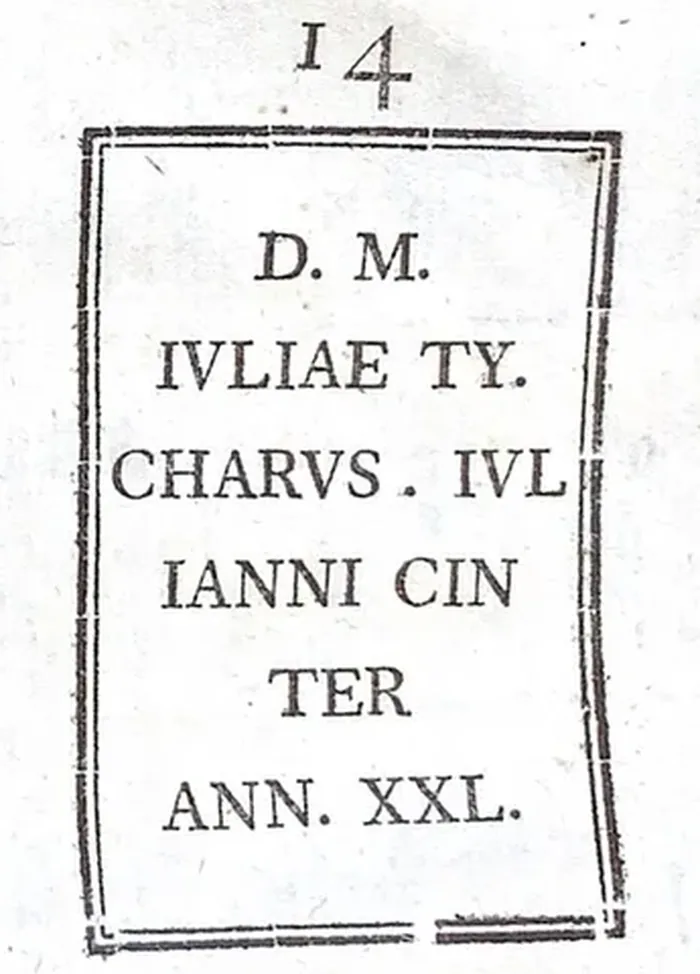 14
D. M.
IVLIAE TY.
CHARVS . IVL
IANNI CIN
TER
ANN. XXL.